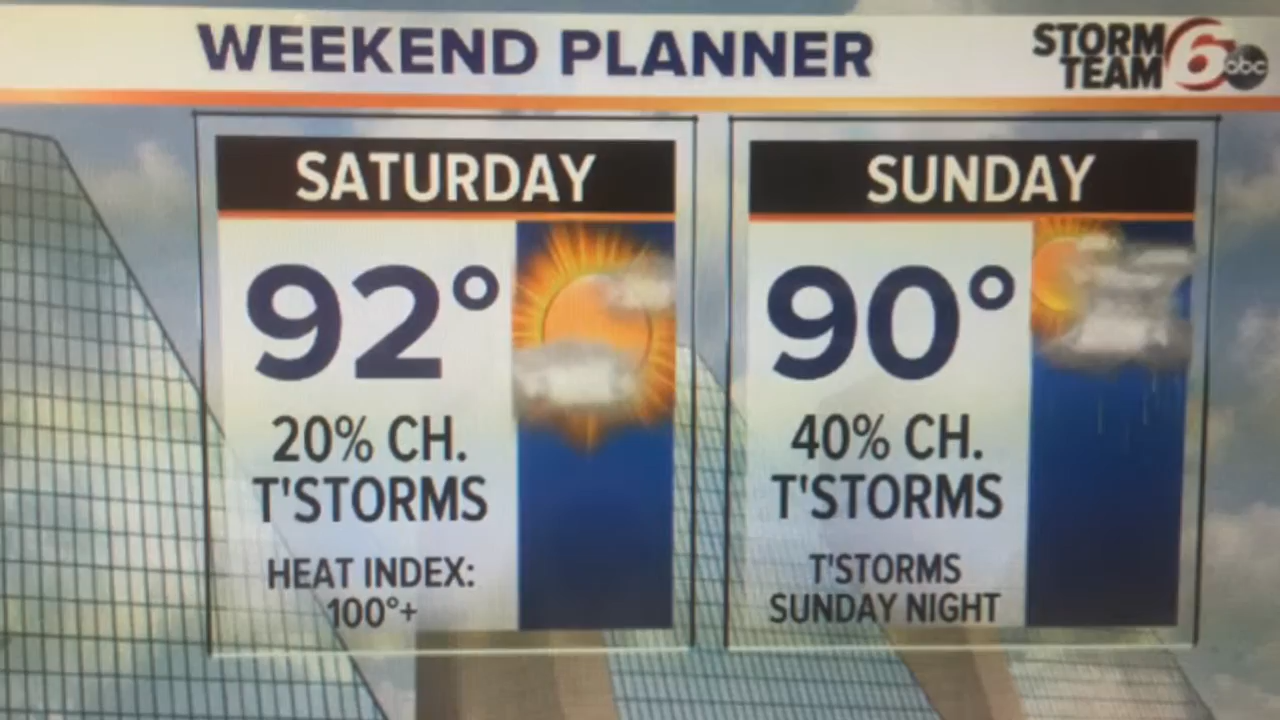 WEEKEND PLANNER
STORM
TEAM
6
abc
SATURDAY
92°
20% CH.
T'STORMS
HEAT INDEX:
100°+
SUNDAY
90°
40% CH.
T'STORMS
T'STORMS
SUNDAY NIGHT